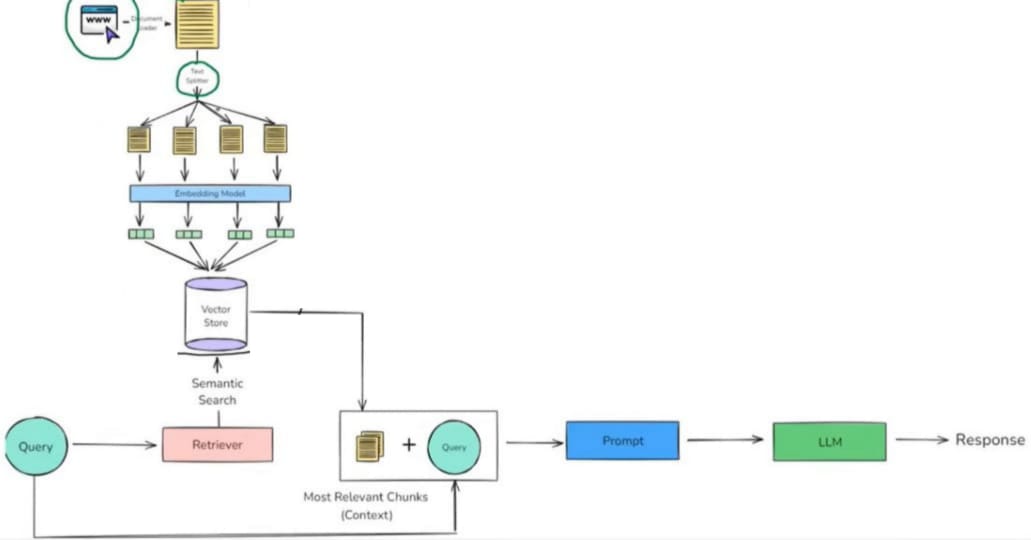 www
Document
Loader
Text
Splitter
Embedding Model
Vector
Store
Semantic
Search
Query
Retriever
+
Query
Prompt
LLM
Response
Most Relevant Chunks
(Context)